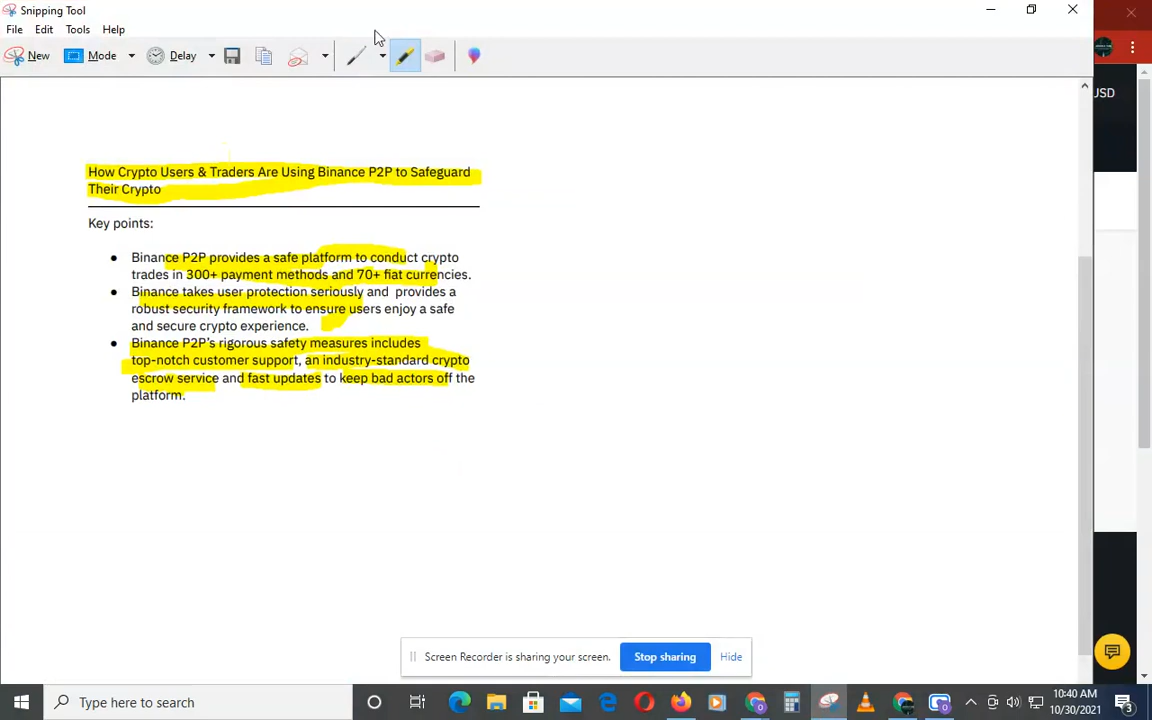 Snipping Tool
File Edit Tools Help
New Mode Delay
USD
How Crypto Users & Traders Are Using Binance P2P to Safeguard
Their Crypto
Key points:
● Binance P2P provides a safe platform to conduct crypto
trades in 300+ payment methods and 70+ fiat currencies.
● Binance takes user protection seriously and provides a
robust security framework to ensure users enjoy a safe
and secure crypto experience.
● Binance P2P's rigorous safety measures includes
top-notch customer support, an industry-standard crypto
escrow service and fast updates to keep bad actors off the
platform.
Screen Recorder is sharing your screen. Stop sharing Hide
Type here to search
10:40 AM
10/30/2021
3